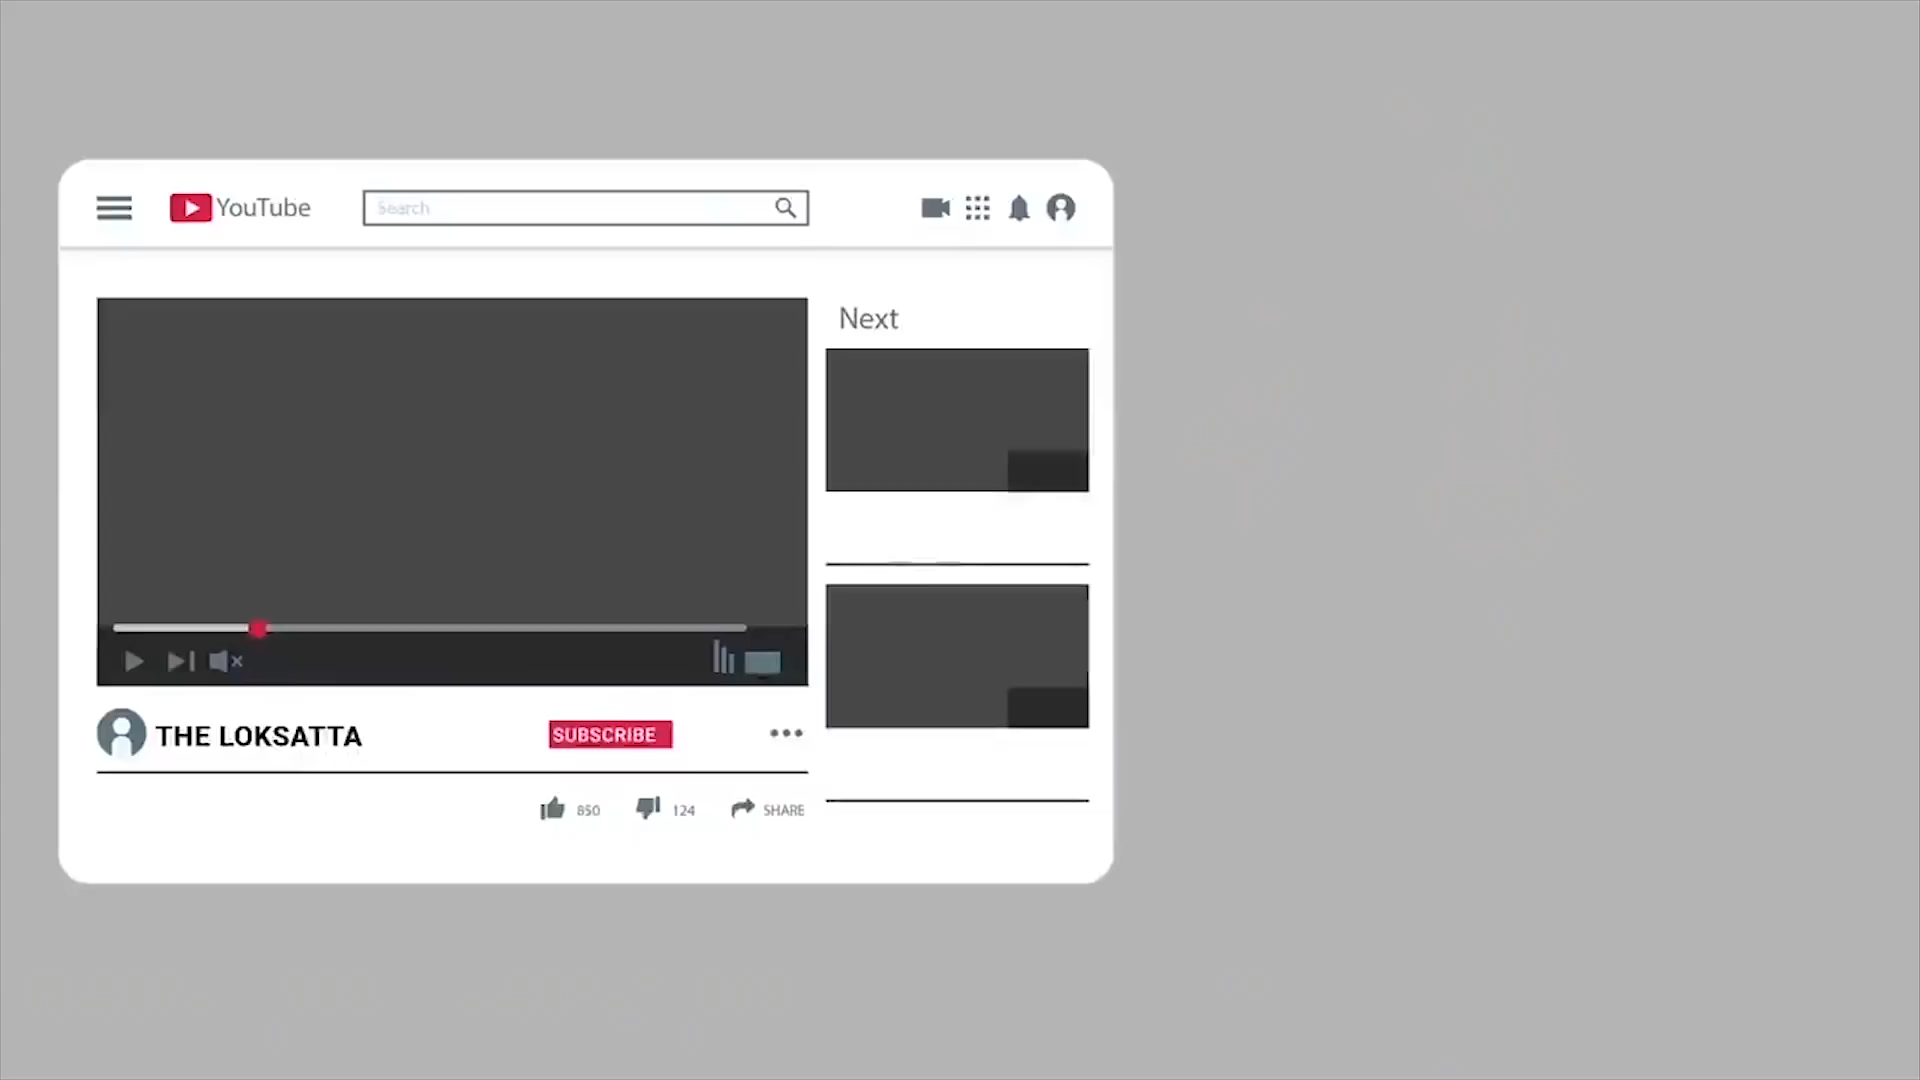 YouTube
Search
Next
THE LOKSATTA
SUBSCRIBE
850
124
SHARE